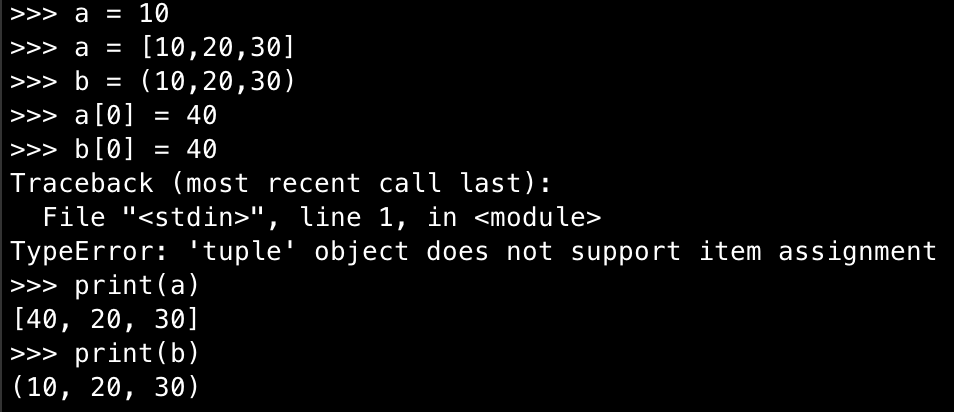 >>> a = 10
>>> a = [10,20,30]
>>> b = (10,20,30)
>>> a[0] = 40
>>> b[0] = 40
Traceback (most recent call last):
  File "<stdin>", line 1, in <module>
TypeError: 'tuple' object does not support item assignment
>>> print(a)
[40, 20, 30]
>>> print(b)
(10, 20, 30)